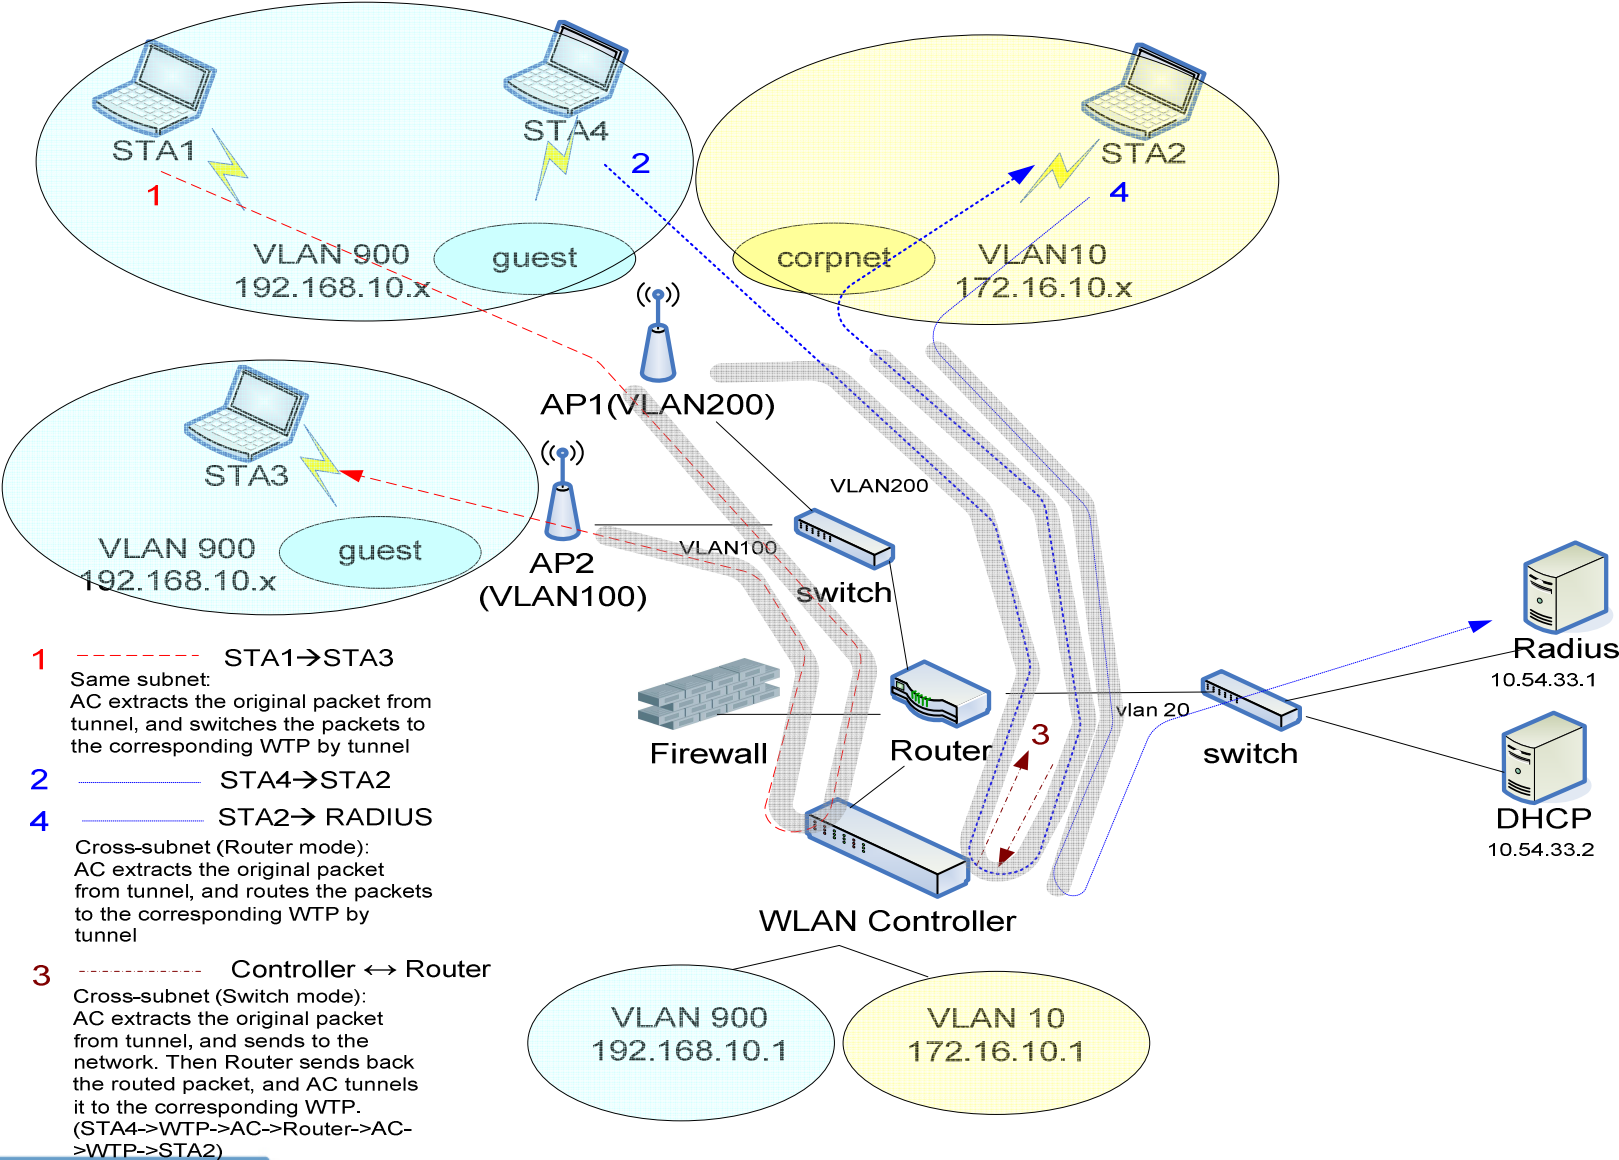 STA1
STA4
STA2
1
2
4
VLAN 900
192.168.10.x
guest
corpnet
VLAN10
172.16.10.x
AP1(VLAN200)
STA3
VLAN 900
192.168.10.x
guest
AP2
(VLAN100)
VLAN200
VLAN100
switch
Firewall
Router
3
vlan 20
switch
Radius
10.54.33.1
DHCP
10.54.33.2
WLAN Controller
VLAN 900
192.168.10.1
VLAN 10
172.16.10.1
1 STA1→STA3
Same subnet:
AC extracts the original packet from
tunnel, and switches the packets to
the corresponding WTP by tunnel
2 STA4→STA2
4 STA2→ RADIUS
Cross-subnet (Router mode):
AC extracts the original packet
from tunnel, and routes the packets
to the corresponding WTP by
tunnel
3 Controller ↔ Router
Cross-subnet (Switch mode):
AC extracts the original packet
from tunnel, and sends to the
network. Then Router sends back
the routed packet, and AC tunnels
it to the corresponding WTP.
(STA4->WTP->AC->Router->AC-
>WTP->STA2)